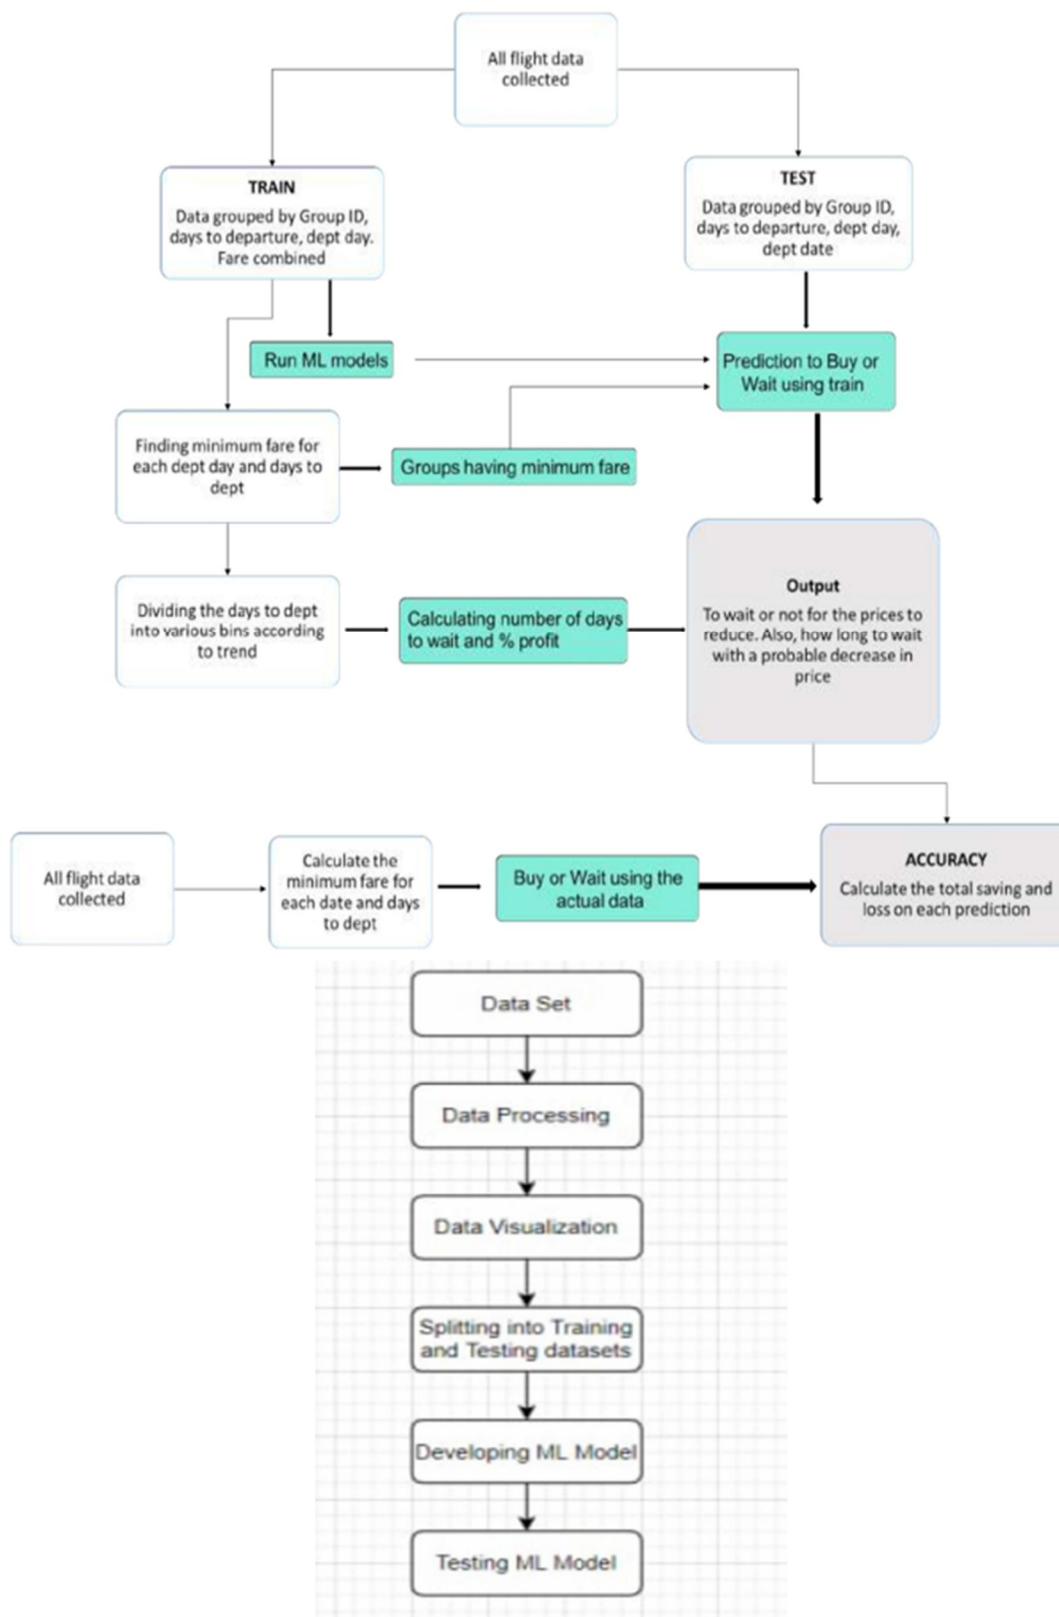 All flight data
collected
TRAIN
Data grouped by Group ID,
days to departure, dept day.
Fare combined
TEST
Data grouped by Group ID,
days to departure, dept day,
dept date
Run ML models
Prediction to Buy or
Wait using train
Finding minimum fare for
each dept day and days to
dept
Groups having minimum fare
Dividing the days to dept
into various bins according
to trend
Calculating number of days
to wait and % profit
Output
To wait or not for the prices to
reduce. Also, how long to wait
with a probable decrease in
price
All flight data
collected
Calculate the
minimum fare for
each date and days
to dept
Buy or Wait using the
actual data
ACCURACY
Calculate the total saving and
loss on each prediction
Data Set
Data Processing
Data Visualization
Splitting into Training
and Testing datasets
Developing ML Model
Testing ML Model